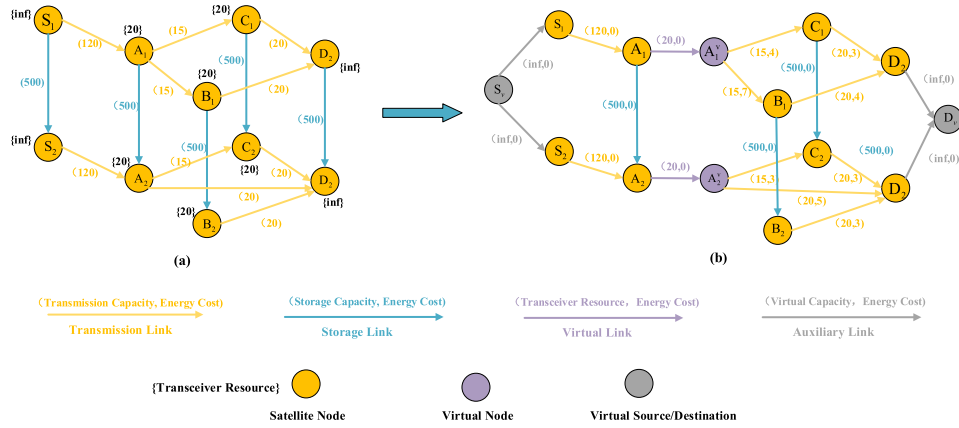 {inf} S1 (120) {20} A1 (15) {20} C1 (20) D2 {inf}
(15) {20} B1 (20)
(500) (500) (500) (500) (500)
{inf} S2 (120) {20} A2 (15) C2 {20} (20) D2 {inf}
(20)
{20} B2 (20)
(a)
Sv (inf,0) S1 (120,0) A1 (20,0) A1v (15,4) C1 (20,3) D2 (inf,0) Dv
(15,7) B1 (20,4)
(500,0) (500,0) (500,0) (500,0)
(inf,0) S2 (120,0) A2 (20,0) A2v (15,3) C2 (20,3) D2 (inf,0)
(20,5)
B2 (20,3)
(b)
(Transmission Capacity, Energy Cost)
Transmission Link
(Storage Capacity, Energy Cost)
Storage Link
(Transceiver Resource, Energy Cost)
Virtual Link
(Virtual Capacity, Energy Cost)
Auxiliary Link
{Transceiver Resource}
Satellite Node
Virtual Node
Virtual Source/Destination